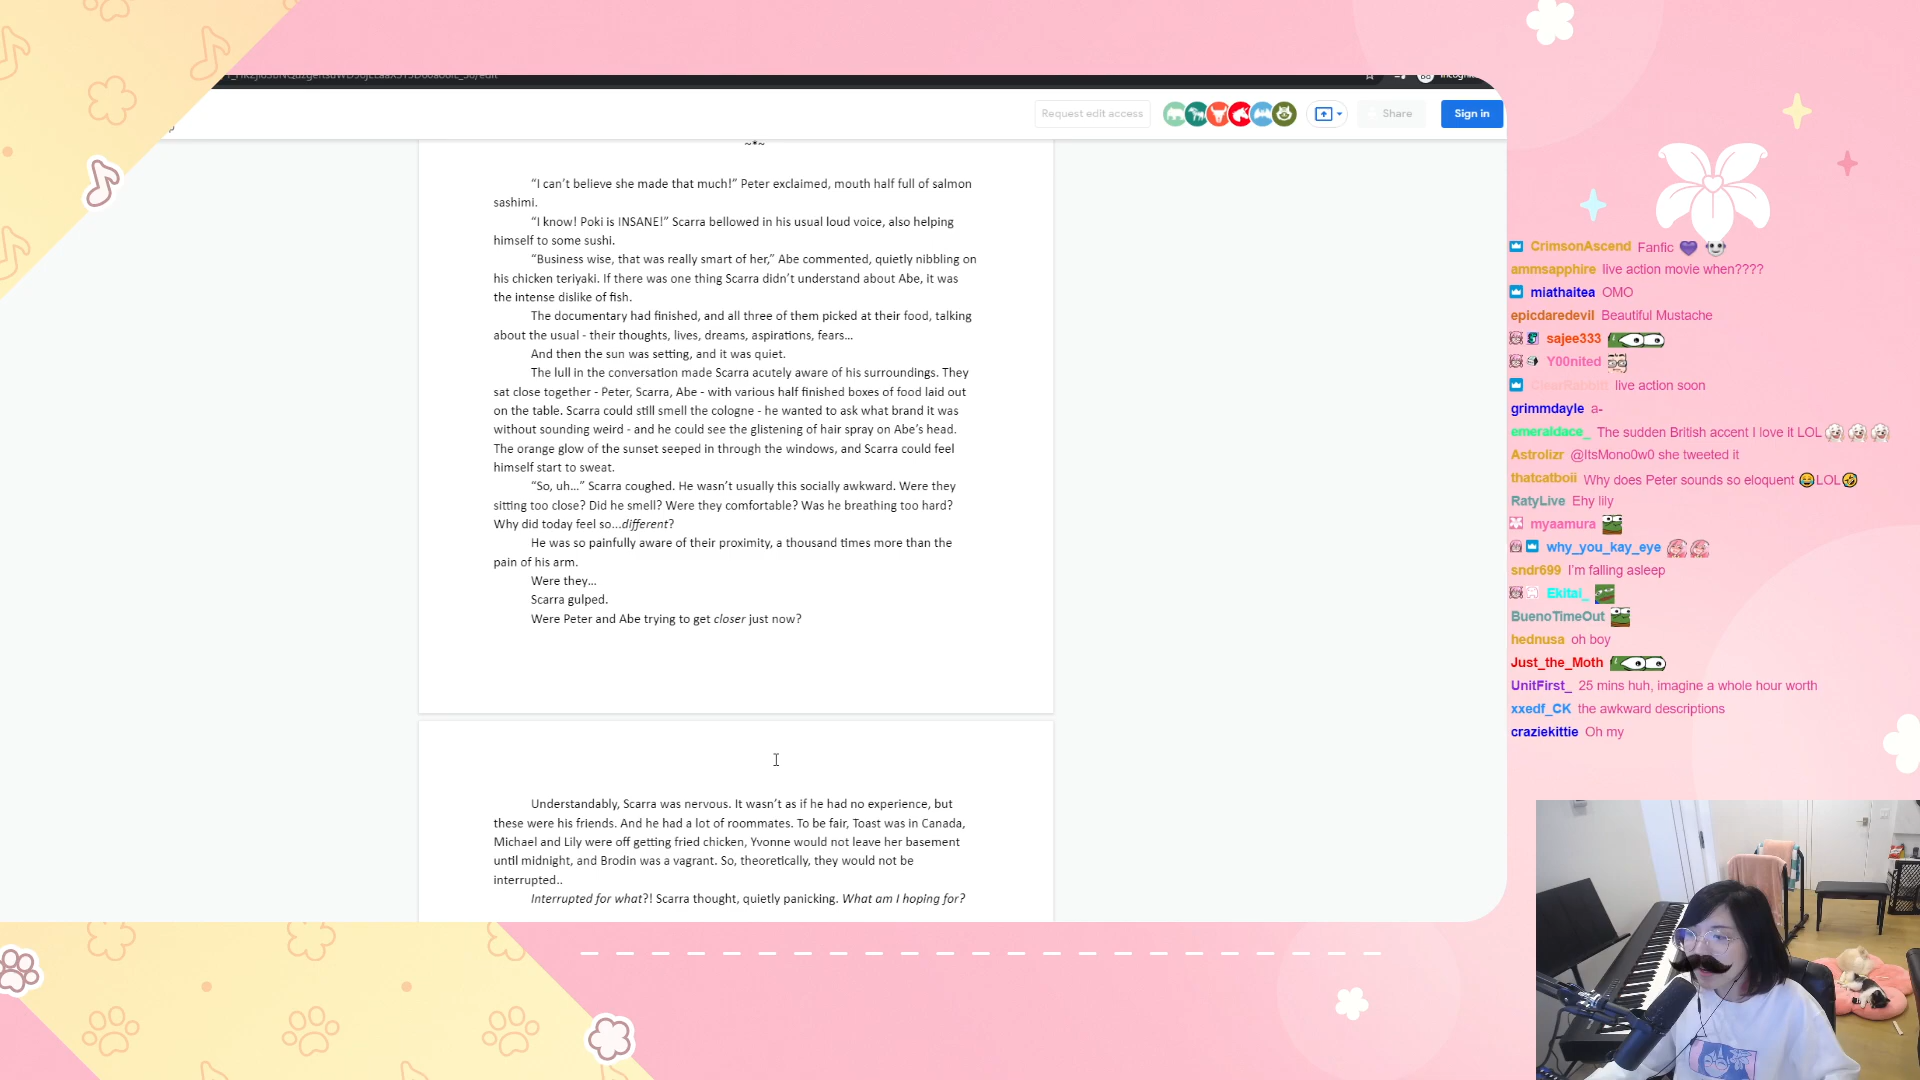 Request edit access
Share
Sign in
~*~
“I can’t believe she made that much!” Peter exclaimed, mouth half full of salmon
sashimi.
“I know! Poki is INSANE!” Scarra bellowed in his usual loud voice, also helping
himself to some sushi.
“Business wise, that was really smart of her,” Abe commented, quietly nibbling on
his chicken teriyaki. If there was one thing Scarra didn’t understand about Abe, it was
the intense dislike of fish.
The documentary had finished, and all three of them picked at their food, talking
about the usual - their thoughts, lives, dreams, aspirations, fears…
And then the sun was setting, and it was quiet.
The lull in the conversation made Scarra acutely aware of his surroundings. They
sat close together - Peter, Scarra, Abe - with various half finished boxes of food laid out
on the table. Scarra could still smell the cologne - he wanted to ask what brand it was
without sounding weird - and he could see the glistening of hair spray on Abe’s head.
The orange glow of the sunset seeped in through the windows, and Scarra could feel
himself start to sweat.
“So, uh…” Scarra coughed. He wasn’t usually this socially awkward. Were they
sitting too close? Did he smell? Were they comfortable? Was he breathing too hard?
Why did today feel so…different?
He was so painfully aware of their proximity, a thousand times more than the
pain of his arm.
Were they…
Scarra gulped.
Were Peter and Abe trying to get closer just now?
Understandably, Scarra was nervous. It wasn’t as if he had no experience, but
these were his friends. And he had a lot of roommates. To be fair, Toast was in Canada,
Michael and Lily were off getting fried chicken, Yvonne would not leave her basement
until midnight, and Brodin was a vagrant. So, theoretically, they would not be
interrupted..
Interrupted for what?! Scarra thought, quietly panicking. What am I hoping for?
CrimsonAscend Fanfic
ammsapphire live action movie when????
miathaitea OMO
epicdaredevil Beautiful Mustache
sajee333
Y00nited
ClearRabbitt live action soon
grimmdayle a-
emeraldace_ The sudden British accent I love it LOL
Astrolizr @ItsMono0w0 she tweeted it
thatcatboii Why does Peter sounds so eloquent 😂LOL🤣
RatyLive Ehy lily
myaamura
why_you_kay_eye
sndr699 I’m falling asleep
Ekitai_
BuenoTimeOut
hednusa oh boy
Just_the_Moth
UnitFirst_ 25 mins huh, imagine a whole hour worth
xxedf_CK the awkward descriptions
craziekittie Oh my